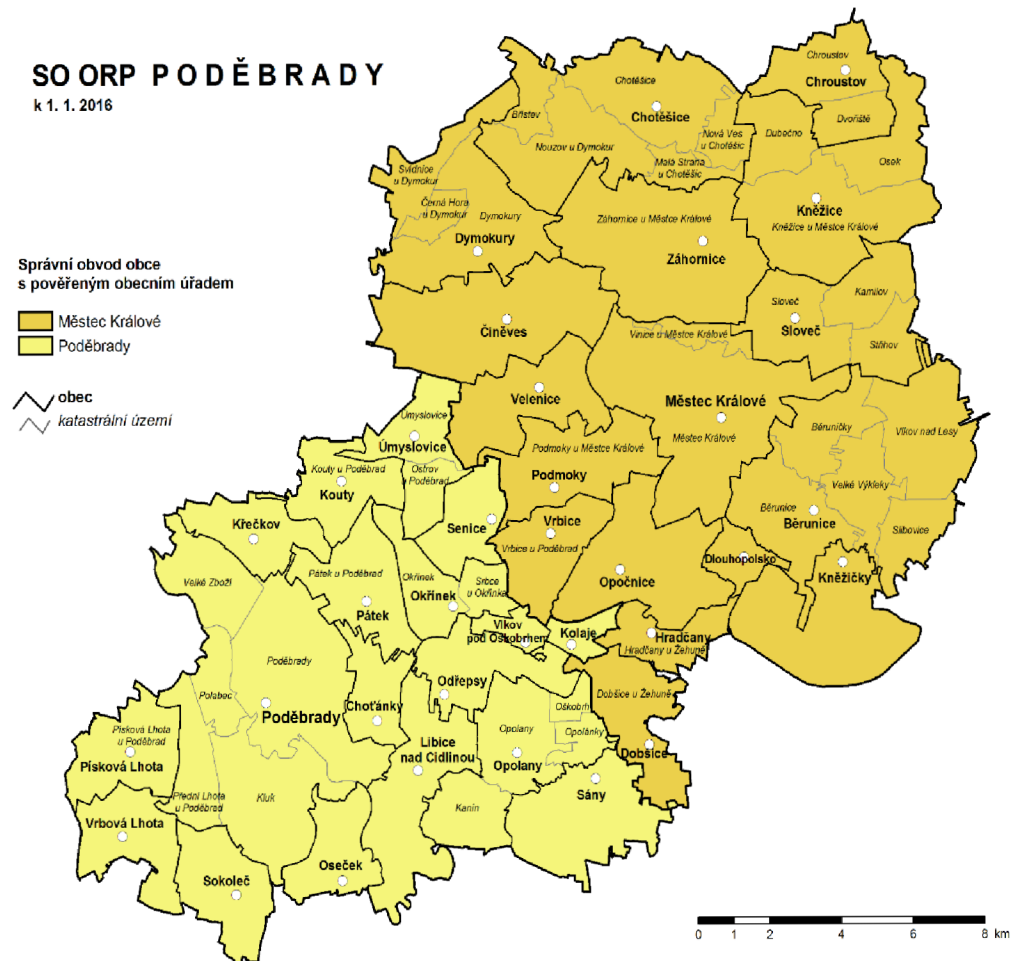 SO ORP PODĚBRADY
k 1. 1. 2016
Správní obvod obce
s pověřeným obecním úřadem
Městec Králové
Poděbrady
obec
katastrální území
Chroustov
Chroustov
Dvořiště
Chotěšice
Chotěšice
Břístev
Nouzov u Dymokur
Nová Ves
u Chotěšic
Malá Strana
u Chotěšic
Dubečno
Osek
Svídnice
u Dymokur
Černá Hora
u Dymokur
Dymokury
Dymokury
Záhornice u Městce Králové
Záhornice
Kněžice
Kněžice u Městce Králové
Činěves
Sloveč
Sloveč
Kamilov
Střihov
Vinice u Městce Králové
Velenice
Městec Králové
Městec Králové
Běruničky
Vlkov nad Lesy
Úmyslovice
Úmyslovice
Podmoky u Městce Králové
Podmoky
Velké Výkleky
Běrunice
Běrunice
Slibovice
Kouty u Poděbrad
Kouty
Ostrov
u Poděbrad
Senice
Vrbice
Vrbice u Poděbrad
Křečkov
Opočnice
Dlouhopolsko
Kněžičky
Velké Zboží
Pátek u Poděbrad
Pátek
Okřínek
Okřínek
Srbce
u Okřínka
Vlkov
pod Oškobrhem
Kolaje
Hradčany
Hradčany u Žehuně
Poděbrady
Poděbrady
Polabec
Choťánky
Odřepsy
Dobšice u Žehuně
Dobšice
Oškobrh
Opolánky
Opolany
Opolany
Libice
nad Cidlinou
Sány
Písková Lhota
u Poděbrad
Písková Lhota
Přední Lhota
u Poděbrad
Kluk
Kanín
Vrbová Lhota
Sokoleč
Oseček
0 1 2 4 6 8 km